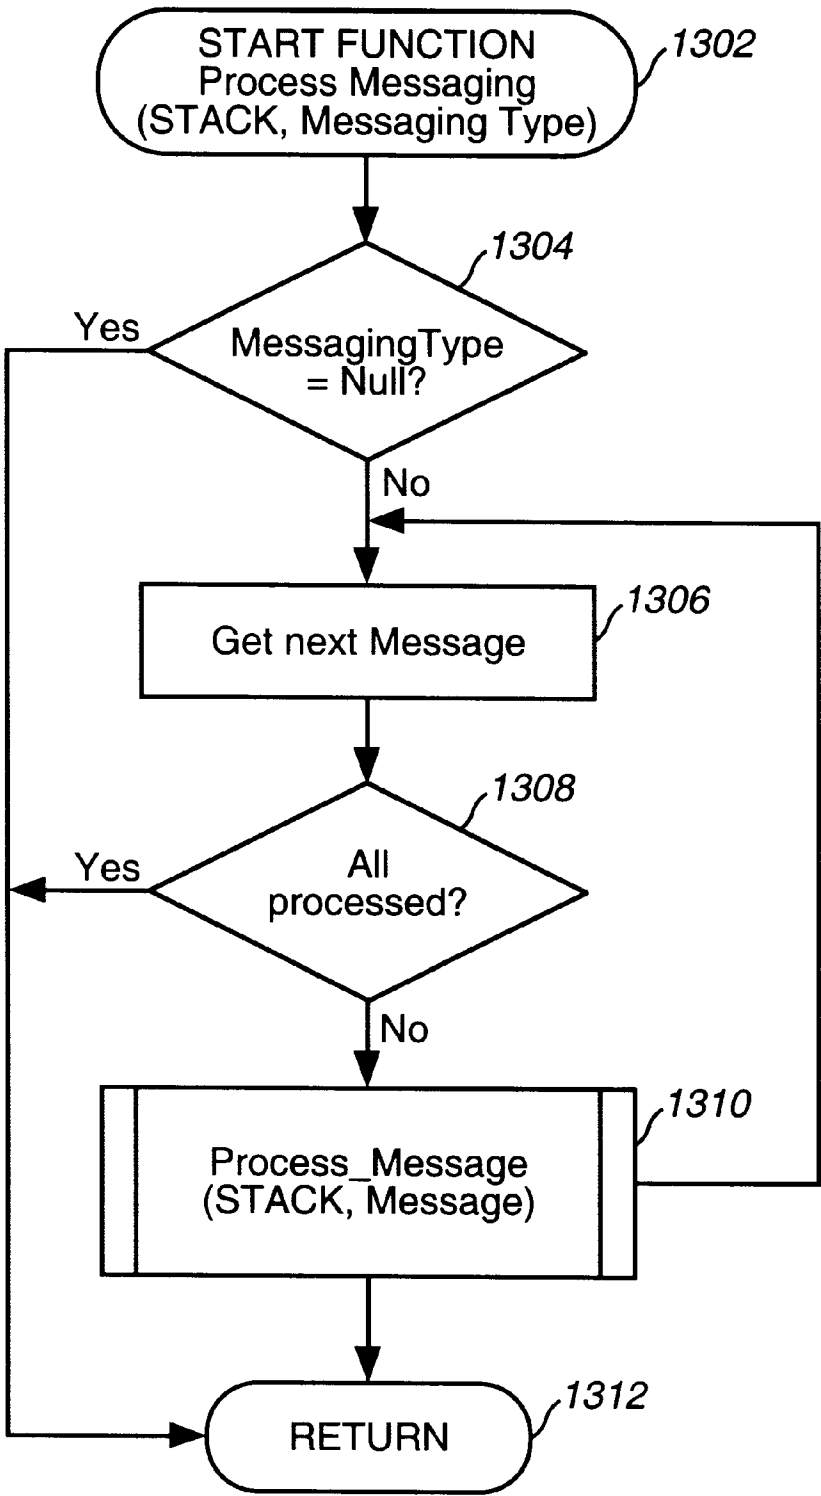 START FUNCTION
Process Messaging
(STACK, Messaging Type)
1302
1304
Yes
MessagingType
= Null?
No
1306
Get next Message
1308
Yes
All
processed?
No
1310
Process_Message
(STACK, Message)
1312
RETURN